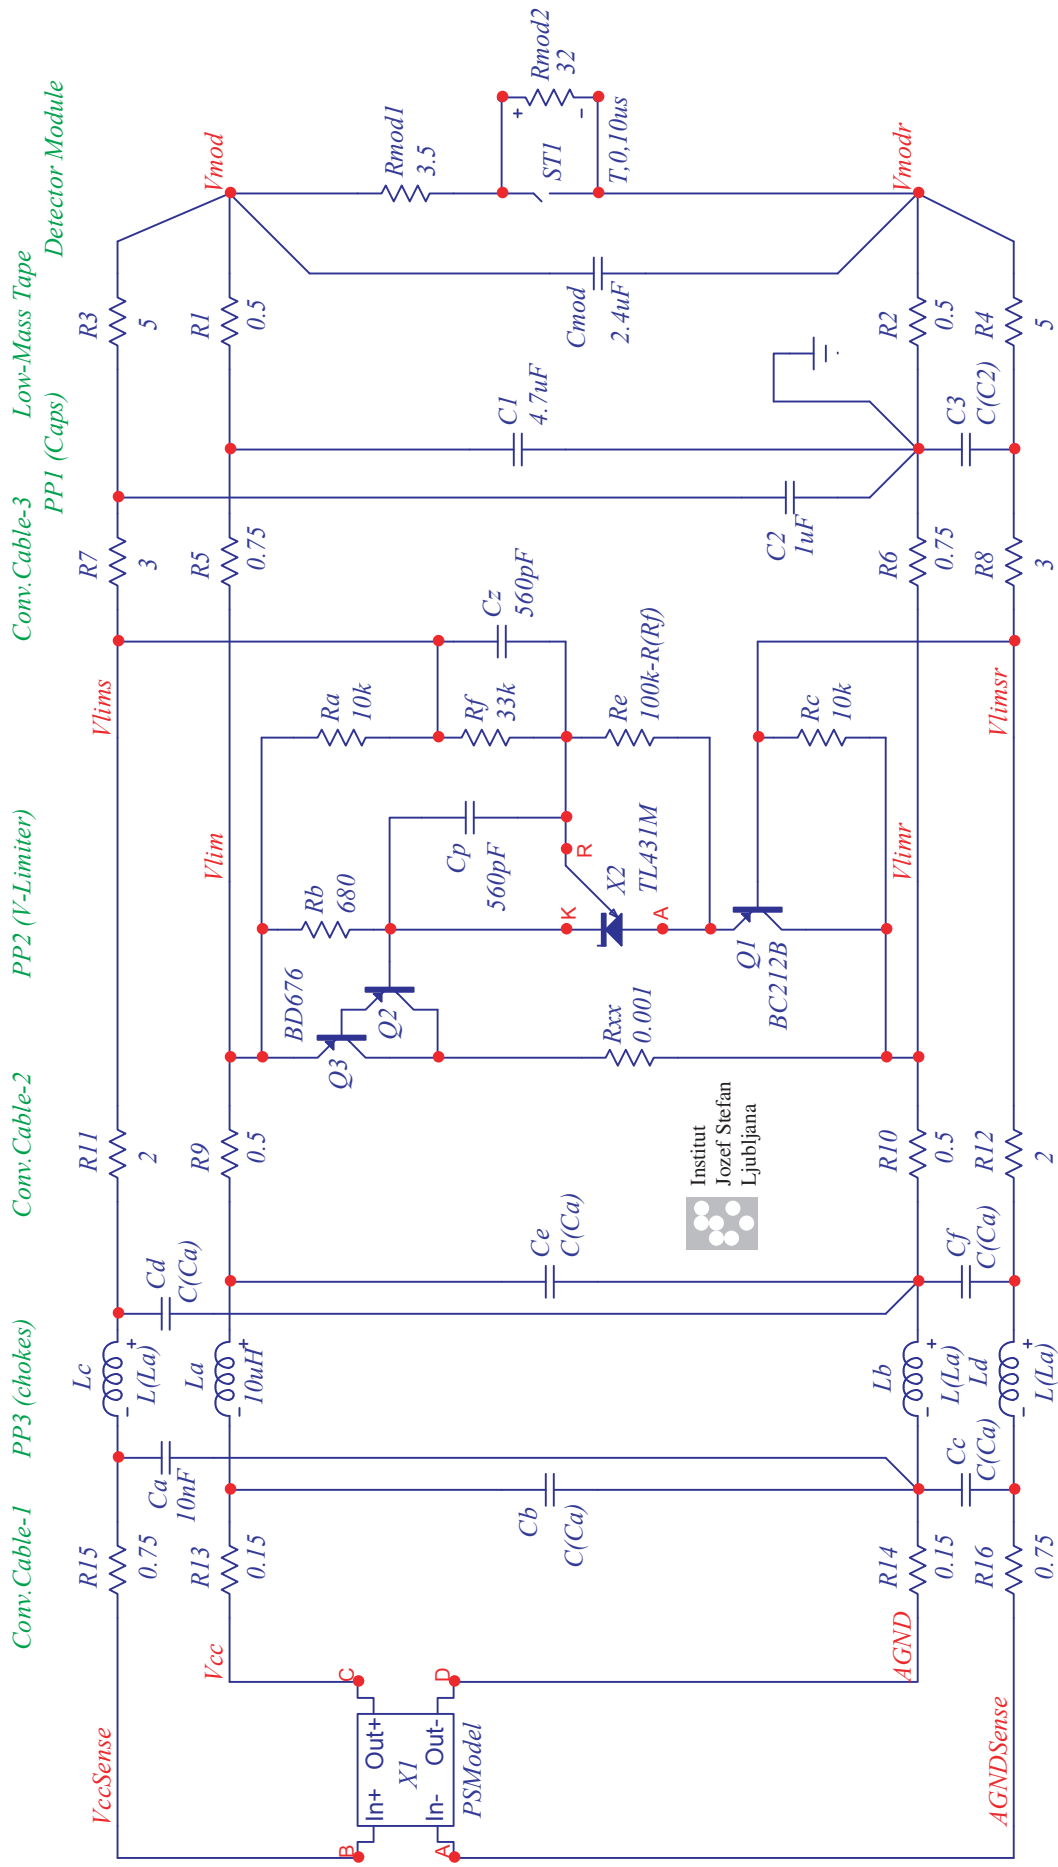 Conv.Cable-1
PP3 (chokes)
Conv.Cable-2
PP2 (V-Limiter)
Conv.Cable-3
PP1 (Caps)
Low-Mass Tape
Detector Module
VccSense
R15
0.75
Ca
10nF
Lc
L(La)
-
+
Cd
C(Ca)
R11
2
Vlims
R7
3
R3
5
Vcc
R13
0.15
La
10uH
-
+
R9
0.5
Vlim
R5
0.75
R1
0.5
Vmod
B
C
In+ Out+
X1
In- Out-
A
D
PSModel
Cb
C(Ca)
Ce
C(Ca)
Institut
Jozef Stefan
Ljubljana
Q3
BD676
Q2
Rb
680
Ra
10k
Cp
560pF
Rf
33k
Cz
560pF
K
R
X2
TL431M
A
Re
100k-R(Rf)
Rxx
0.001
Q1
BC212B
Rc
10k
C1
4.7uF
C2
1uF
Cmod
2.4uF
Rmod1
3.5
ST1
T,0,10us
+
-
Rmod2
32
AGND
R14
0.15
Lb
L(La)
-
+
R10
0.5
Vlimr
R6
0.75
R2
0.5
Vmodr
Cc
C(Ca)
Cf
C(Ca)
C3
C(C2)
AGNDSense
R16
0.75
Ld
L(La)
-
+
R12
2
Vlimsr
R8
3
R4
5